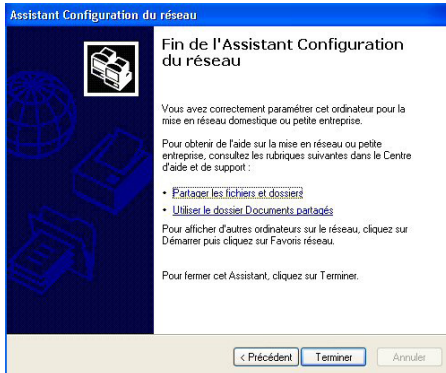 Assistant Configuration du réseau
Fin de l'Assistant Configuration
du réseau
Vous avez correctement paramétrer cet ordinateur pour la
mise en réseau domestique ou petite entreprise.
Pour obtenir de l'aide sur la mise en réseau ou petite
entreprise, consultez les rubriques suivantes dans le Centre
d'aide et de support :
• Partager les fichiers et dossiers
• Utiliser le dossier Documents partagés
Pour afficher d'autres ordinateurs sur le réseau, cliquez sur
Démarrer puis cliquez sur Favoris réseau.
Pour fermer cet Assistant, cliquez sur Terminer.
< Précédent
Terminer
Annuler